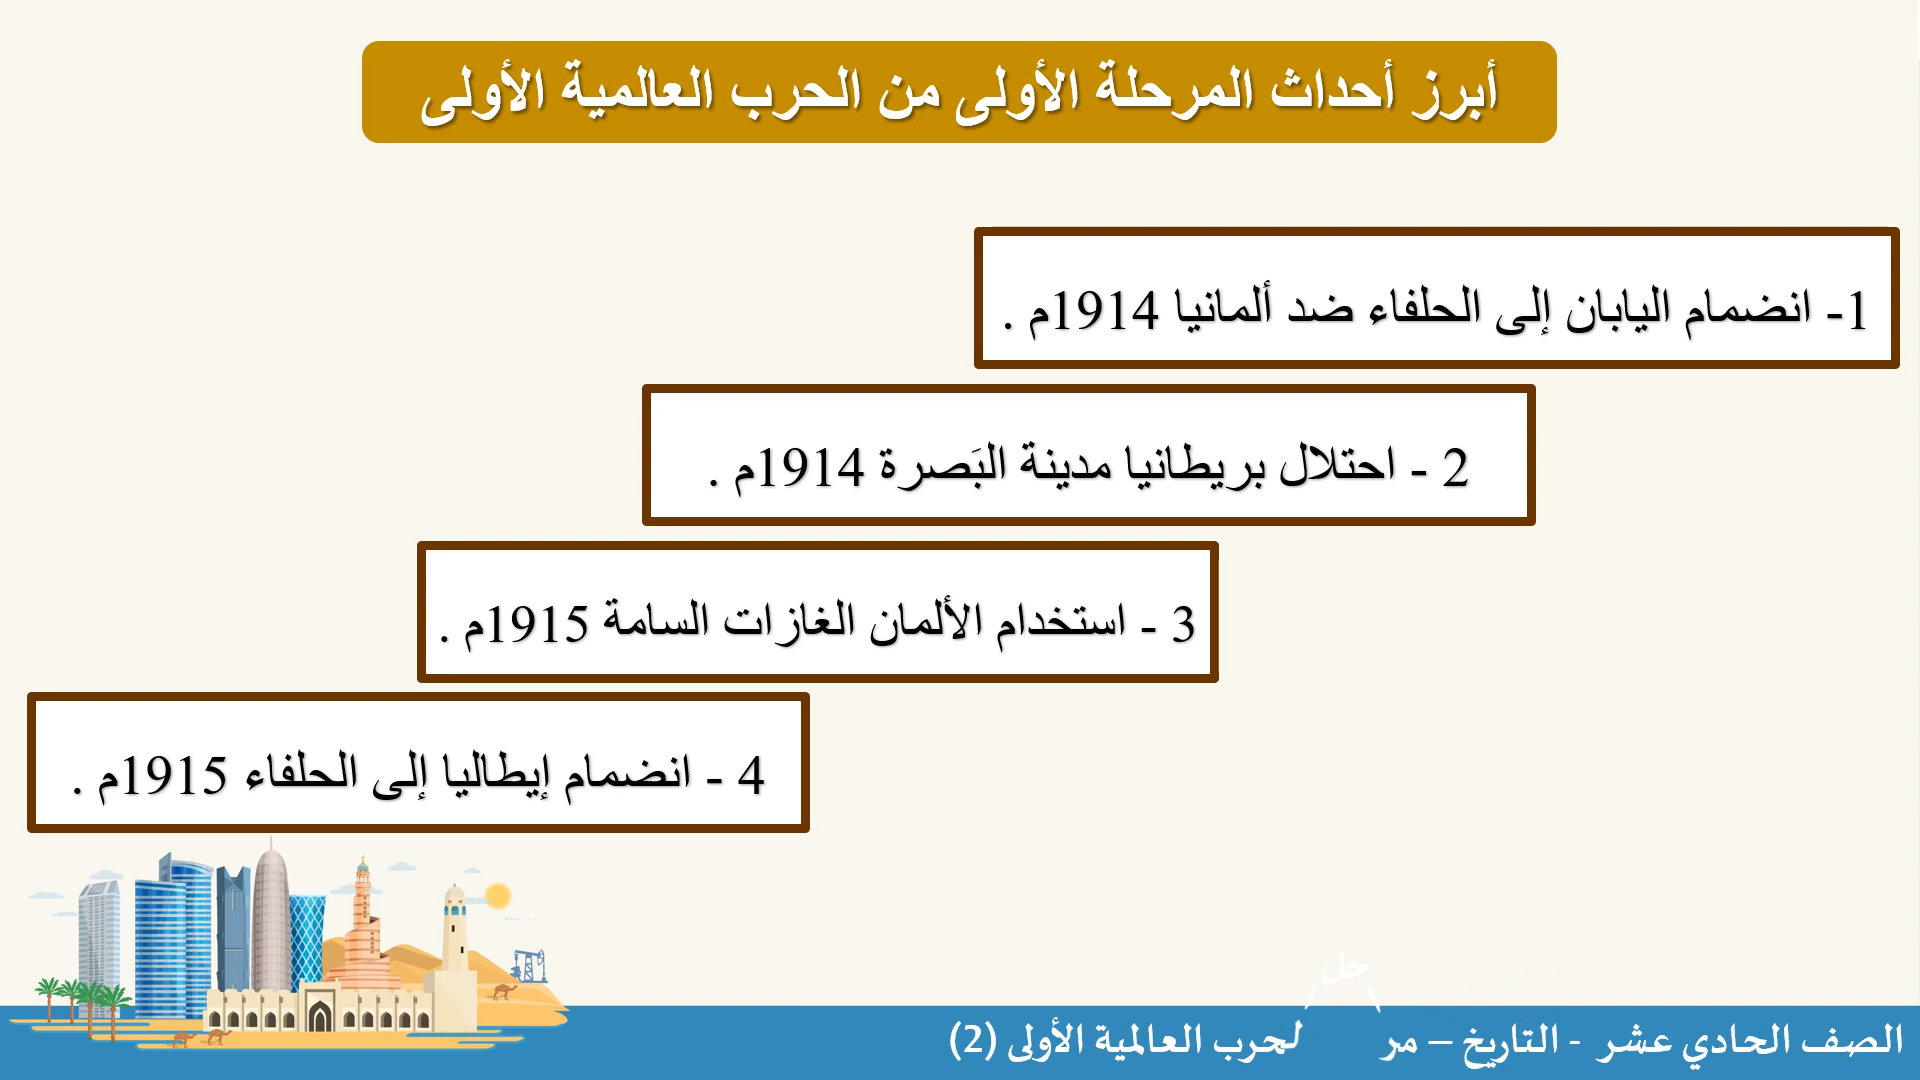 أبرز أحداث المرحلة الأولى من الحرب العالمية الأولى
1- انضمام اليابان إلى الحلفاء ضد ألمانيا 1914م .
2 - احتلال بريطانيا مدينة البَصرة 1914م .
3 - استخدام الألمان الغازات السامة 1915م .
4 - انضمام إيطاليا إلى الحلفاء 1915م .
الصف الحادي عشر - التاريخ – مراحل الحرب العالمية الأولى (2)